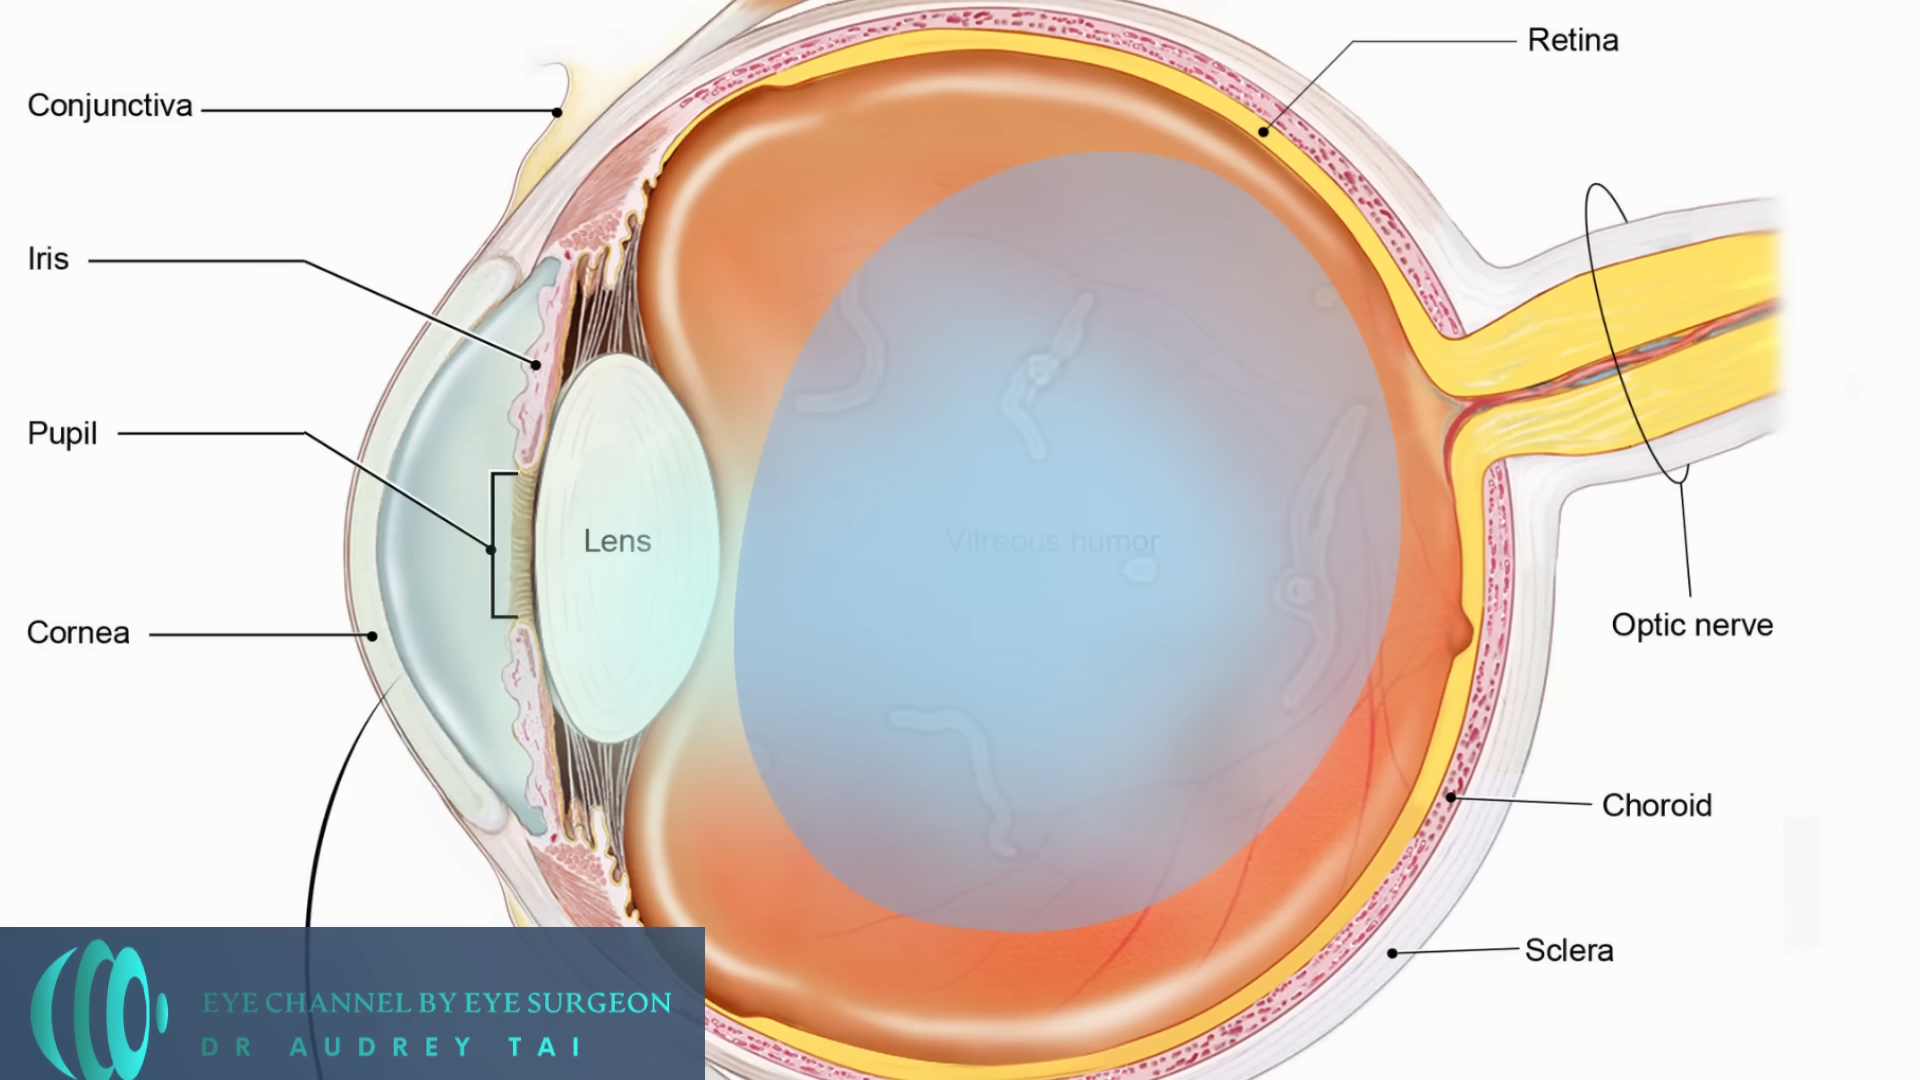 Retina
Conjunctiva
Iris
Pupil
Lens
Vitreous humor
Cornea
Optic nerve
Choroid
Sclera
EYE CHANNEL BY EYE SURGEON
DR AUDREY TAI